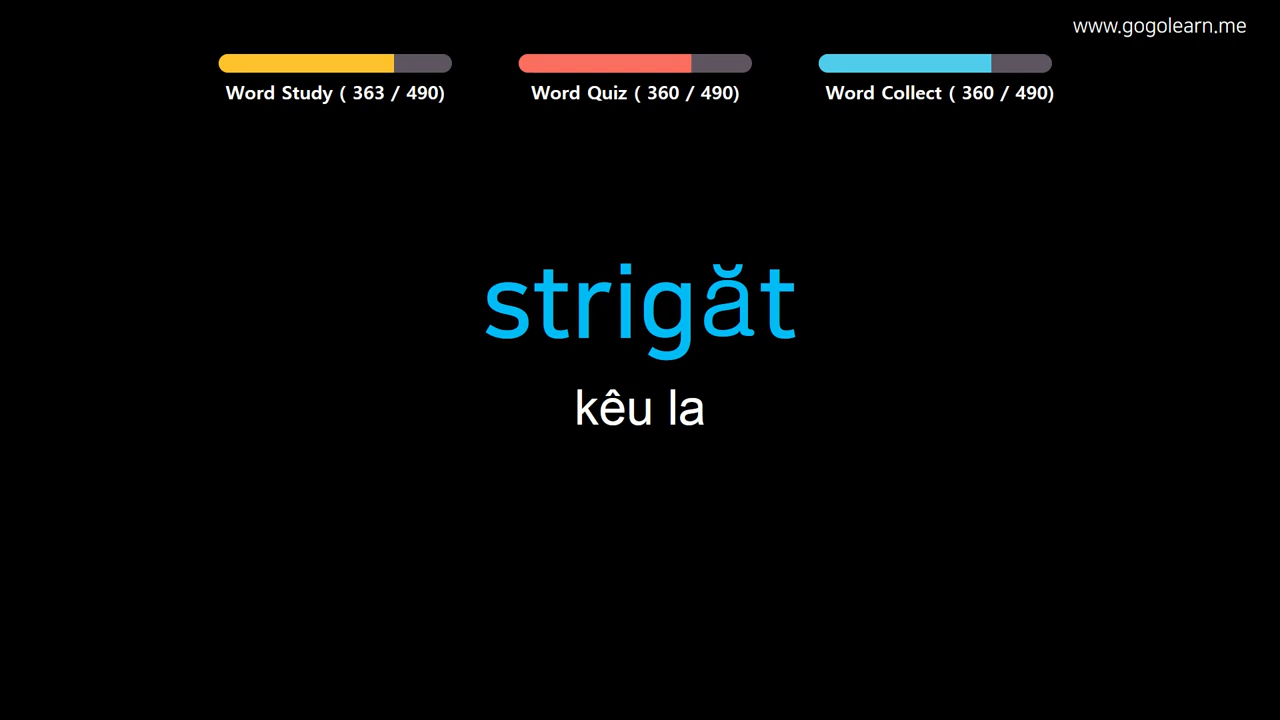 www.gogolearn.me
Word Study ( 363 / 490)
Word Quiz ( 360 / 490)
Word Collect ( 360 / 490)
strigăt
kêu la